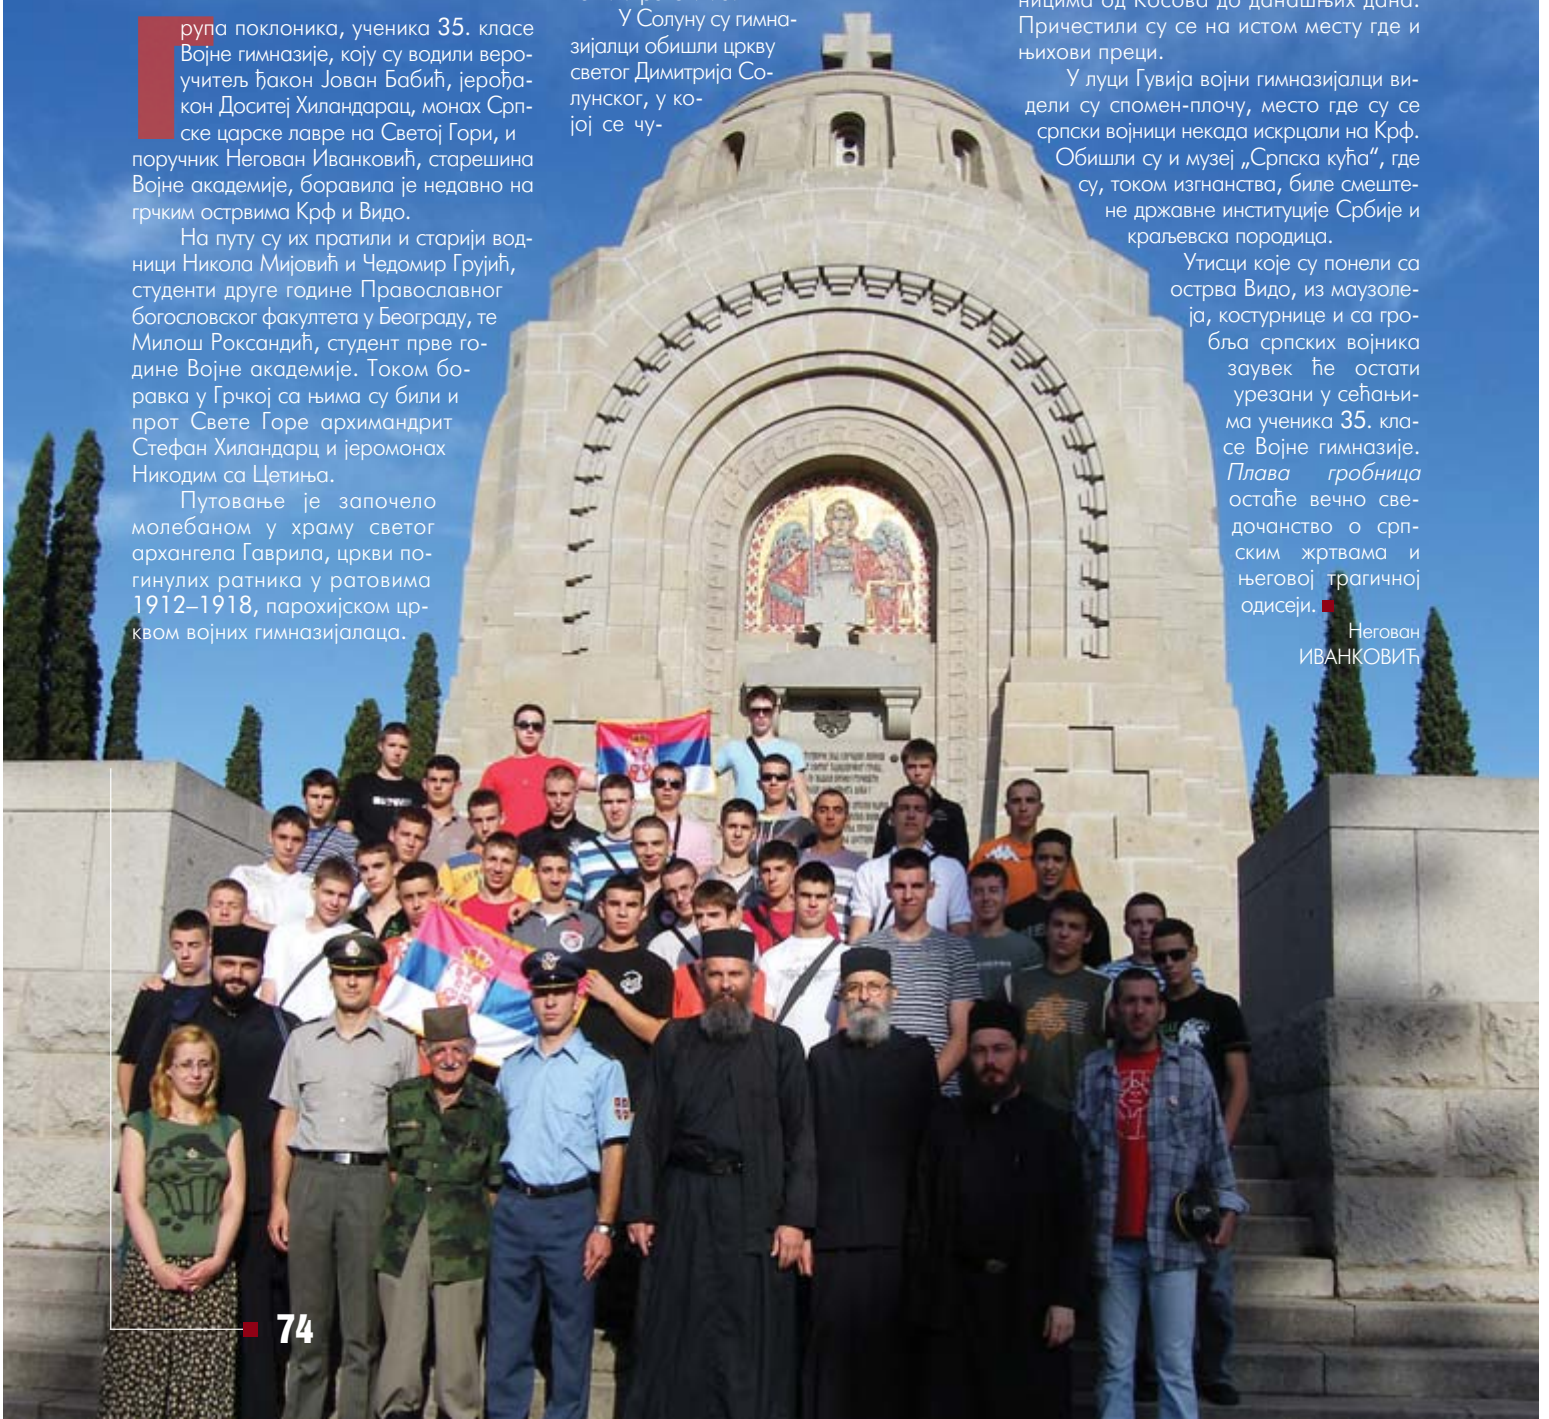 Група поклоника, ученика 35. класе
Војне гимназије, коју су водили веро-
учитељ ђакон Јован Бабић, јерођа-
кон Доситеј Хиландарац, монах Срп-
ске царске лавре на Светој Гори, и
поручник Негован Иванковић, старешина
Војне академије, боравила је недавно на
грчким острвима Крф и Видо.
На путу су их пратили и старији вод-
ници Никола Мијовић и Чедомир Грујић,
студенти друге године Православног
богословског факултета у Београду, те
Милош Роксандић, студент прве го-
дине Војне академије. Током бо-
равка у Грчкој са њима су били и
прот Свете Горе архимандрит
Стефан Хиландарц и јеромонах
Никодим са Цетиња.
Путовање је започело
молебаном у храму светог
архангела Гаврила, цркви по-
гинулих ратника у ратовима
1912–1918, парохијском цр-
квом војних гимназијалаца.
У Солуну су гимна-
зијалци обишли цркву
светог Димитрија Со-
лунског, у ко-
јој се чу-
ницима од Косова до данашњих дана.
Причестили су се на истом месту где и
њихови преци.
У луци Гувија војни гимназијалци ви-
дели су спомен-плочу, место где су се
српски војници некада искрцали на Крф.
Обишли су и музеј „Српска кућа“, где
су, током изгнанства, биле смеште-
не државне институције Србије и
краљевска породица.
Утисци које су понели са
острва Видо, из маузоле-
ја, костурнице и са гро-
бља српских војника
заувек ће остати
урезани у сећањи-
ма ученика 35. кла-
се Војне гимназије.
Плава гробница
остаће вечно све-
дочанство о срп-
ским жртвама и
његовој трагичној
одисеји.
Негован
ИВАНКОВИЋ
74